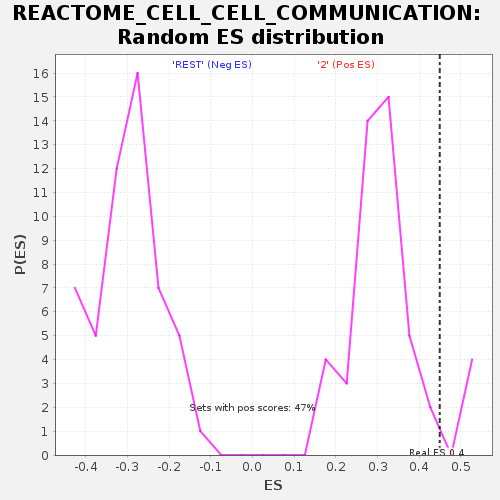 REACTOME_CELL_CELL_COMMUNICATION:
Random ES distribution
'REST' (Neg ES) '2' (Pos ES)
16
15
14
13
12
11
10
9
8
7
6
5
4
3
2
1
0
P(ES)
Sets with pos scores: 47%
Real ES 0.4
-0.4 -0.3 -0.2 -0.1 0.0 0.1 0.2 0.3 0.4 0.5
ES